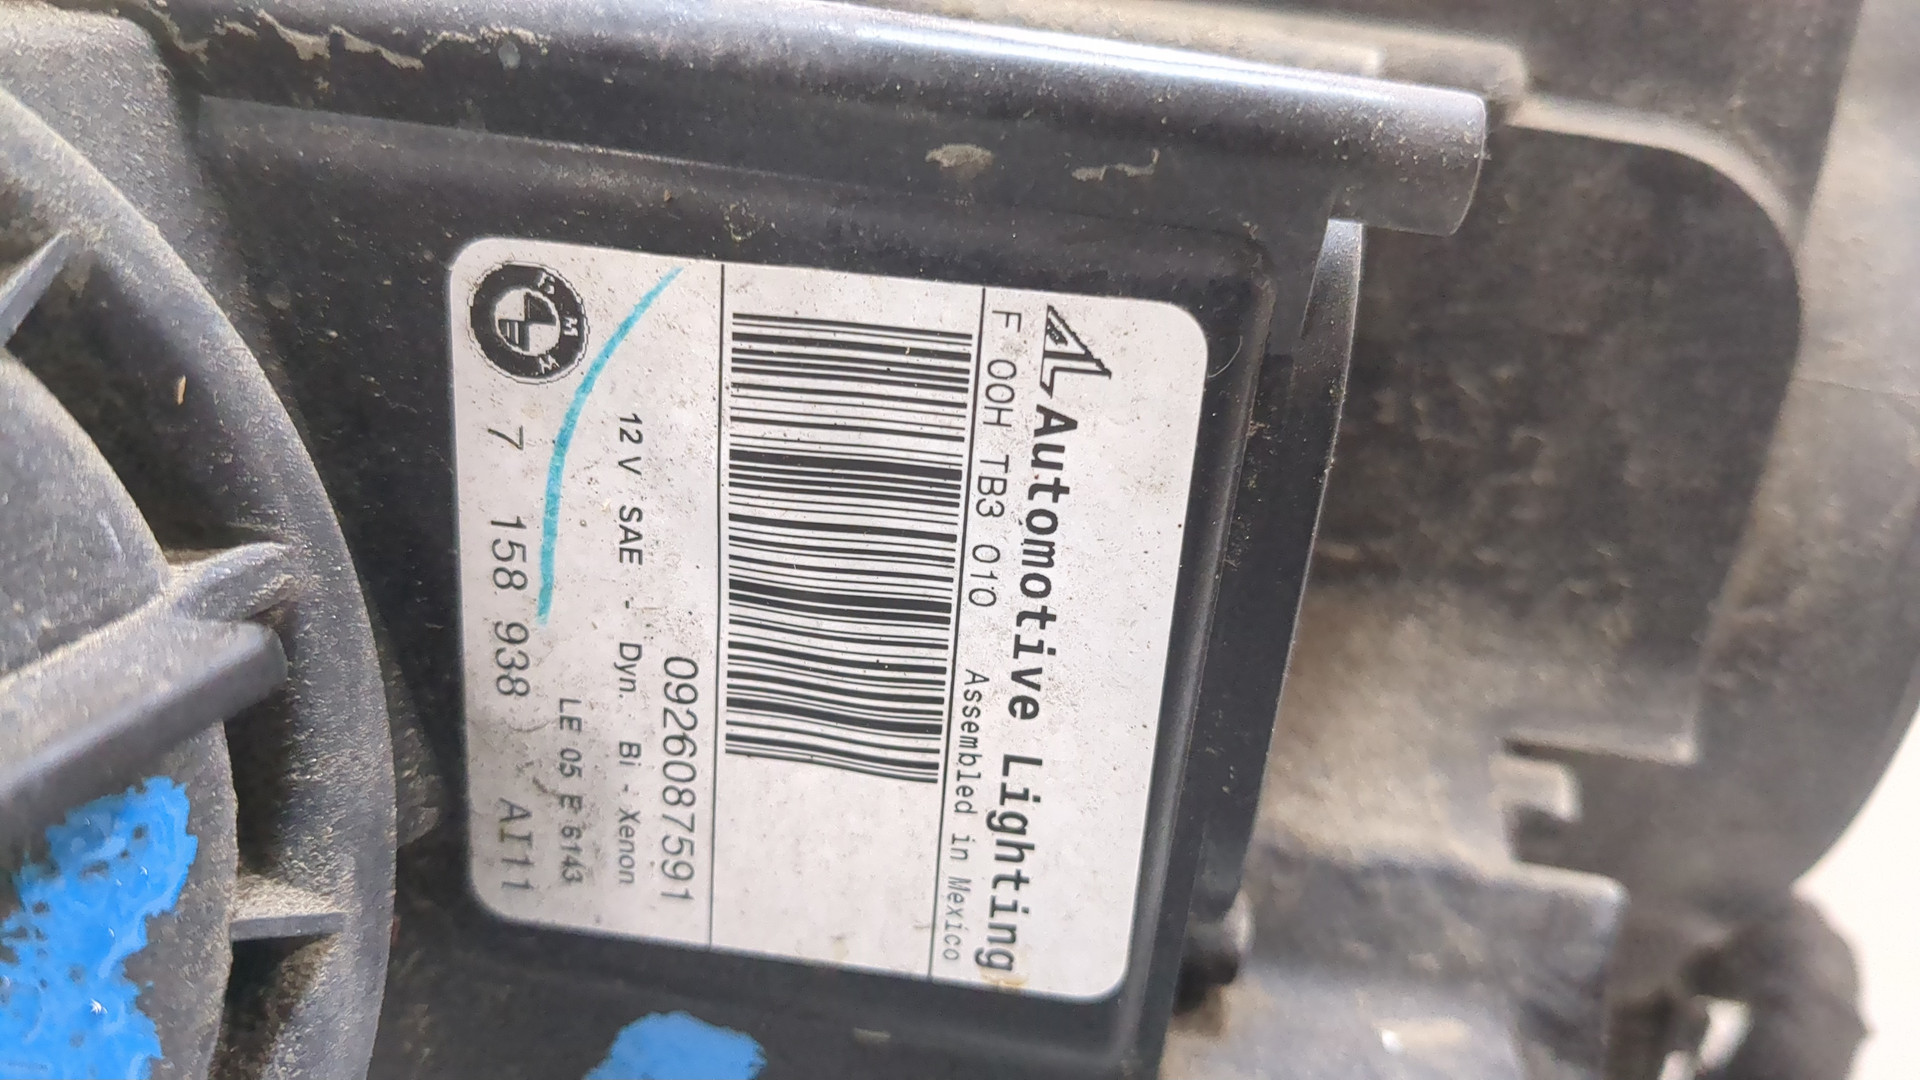 Automotive Lighting
F 00H TB3 010 Assembled in Mexico
0926087591
12 V SAE - Dyn. Bi - Xenon
LE 05 E 6143
BMW 7 158 938 AI11